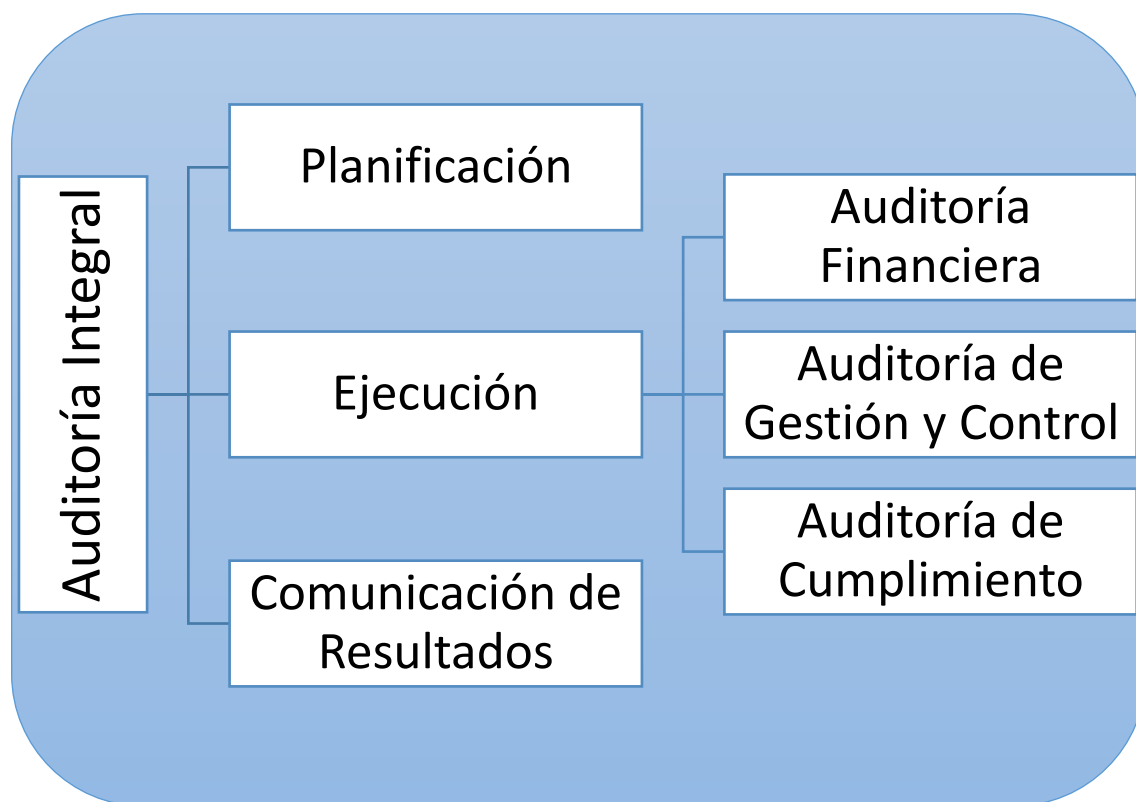 Auditoría Integral
Planificación
Ejecución
Comunicación de
Resultados
Auditoría
Financiera
Auditoría de
Gestión y Control
Auditoría de
Cumplimiento